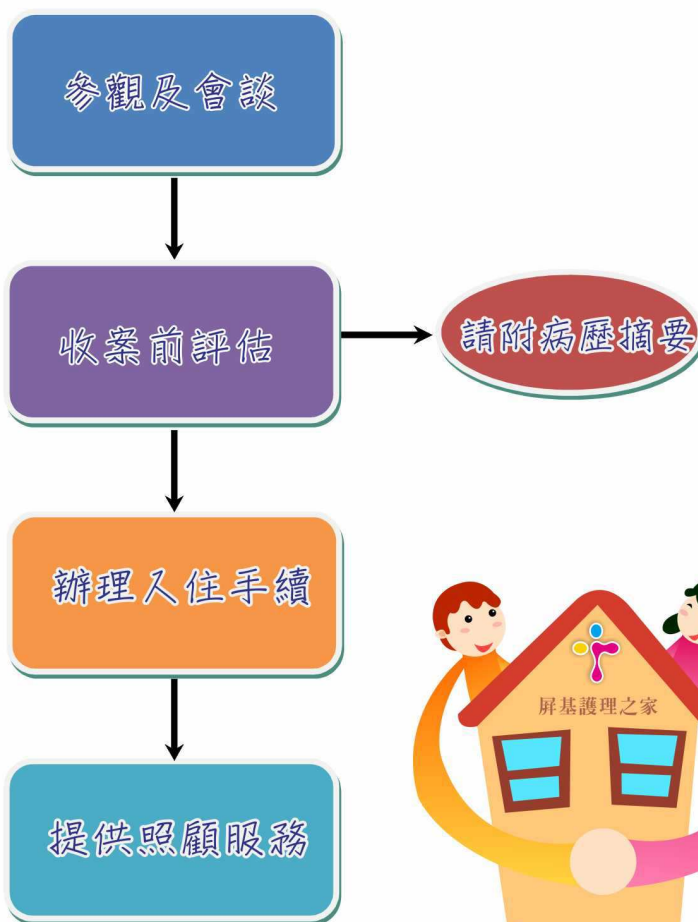 參觀及會談
收案前評估
請附病歷摘要
辦理入住手續
提供照顧服務
屏基護理之家